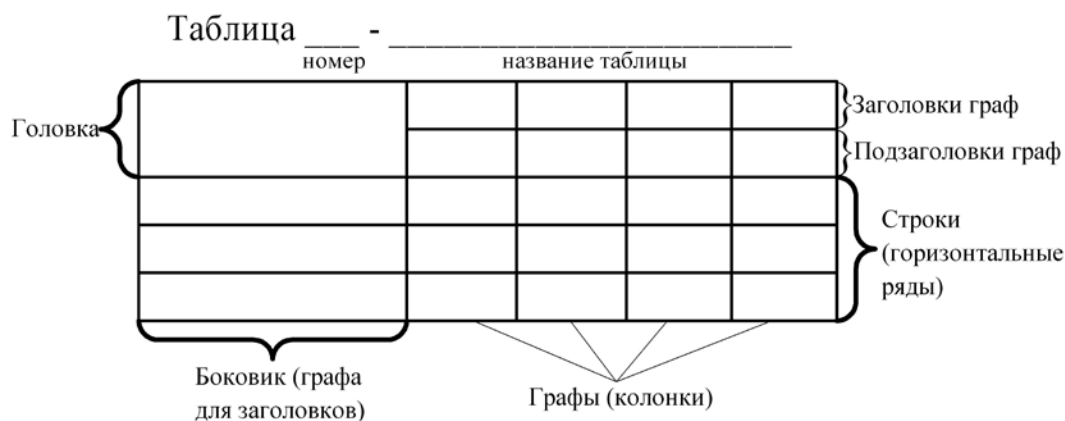 Таблица ___ - ______________________
номер
название таблицы
Головка
Заголовки граф
Подзаголовки граф
Строки
(горизонтальные
ряды)
Боковик (графа
для заголовков)
Графы (колонки)